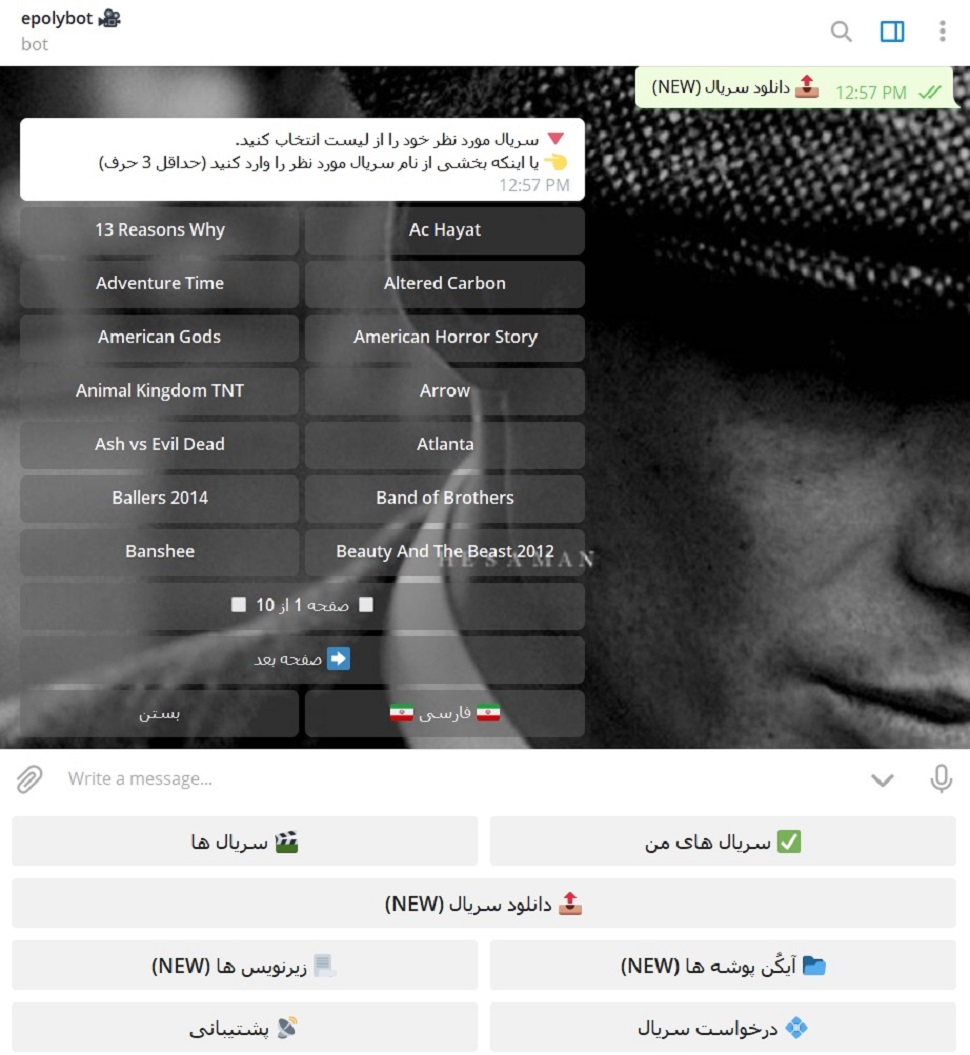 epolybot 🎥
bot
📤 دانلود سریال (NEW)
12:57 PM
🔻 سریال مورد نظر خود را از لیست انتخاب کنید.
👈 یا اینکه بخشی از نام سریال مورد نظر را وارد کنید (حداقل 3 حرف)
12:57 PM
13 Reasons Why
Ac Hayat
Adventure Time
Altered Carbon
American Gods
American Horror Story
Animal Kingdom TNT
Arrow
Ash vs Evil Dead
Atlanta
Ballers 2014
Band of Brothers
Banshee
Beauty And The Beast 2012
HESAMAN
◻️ صفحه 1 از 10 ◻️
➡️ صفحه بعد
بستن
🇮🇷 فارسی 🇮🇷
Write a message...
🎬 سریال ها
✅ سریال های من
📤 دانلود سریال (NEW)
📃 زیرنویس ها (NEW)
📂 آیکُن پوشه ها (NEW)
📡 پشتیبانی
💠 درخواست سریال